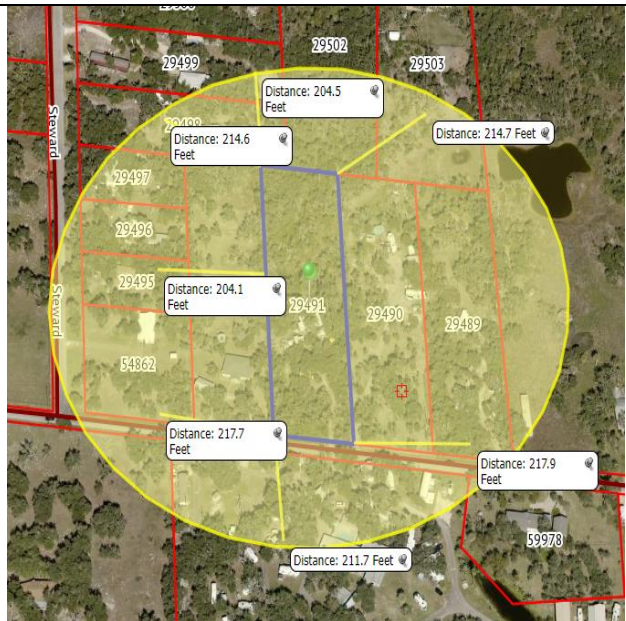 29502
29499
29503
Distance: 204.5
Feet
Steward
29498
Distance: 214.6
Feet
Distance: 214.7 Feet
29497
29496
29495
Distance: 204.1
Feet
Steward
29491
29490
29489
54862
Distance: 217.7
Feet
Distance: 217.9
Feet
59978
Distance: 211.7 Feet